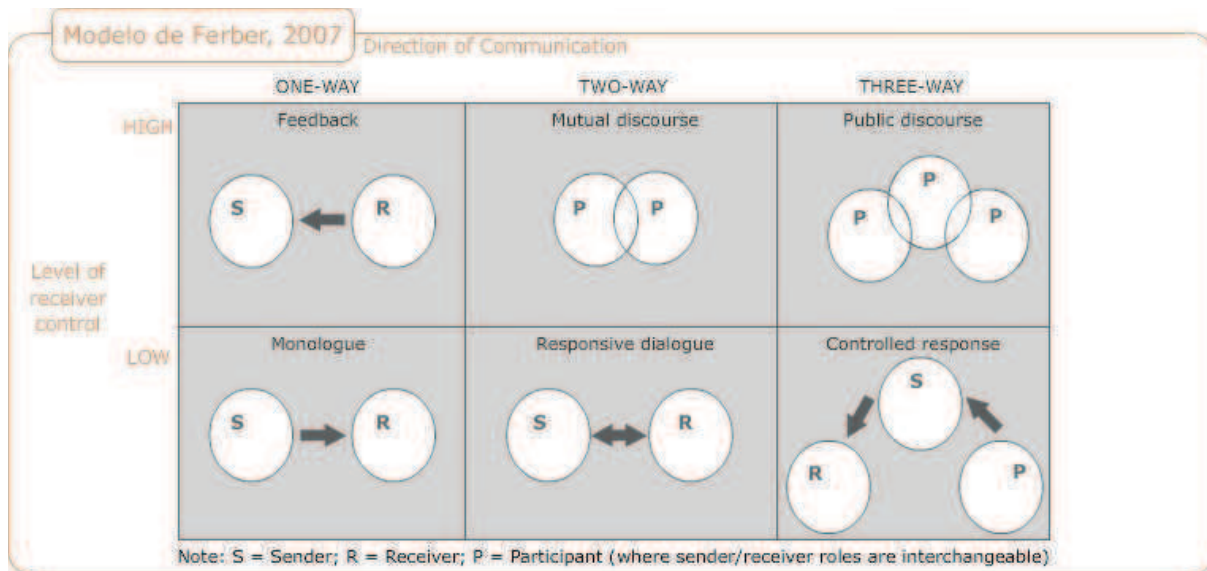 Modelo de Ferber, 2007
Direction of Communication
ONE-WAY TWO-WAY THREE-WAY
HIGH
Feedback Mutual discourse Public discourse
P
S R P P P P
Level of
receiver
control
LOW
Monologue Responsive dialogue Controlled response
S
S R S R
R P
Note: S = Sender; R = Receiver; P = Participant (where sender/receiver roles are interchangeable)